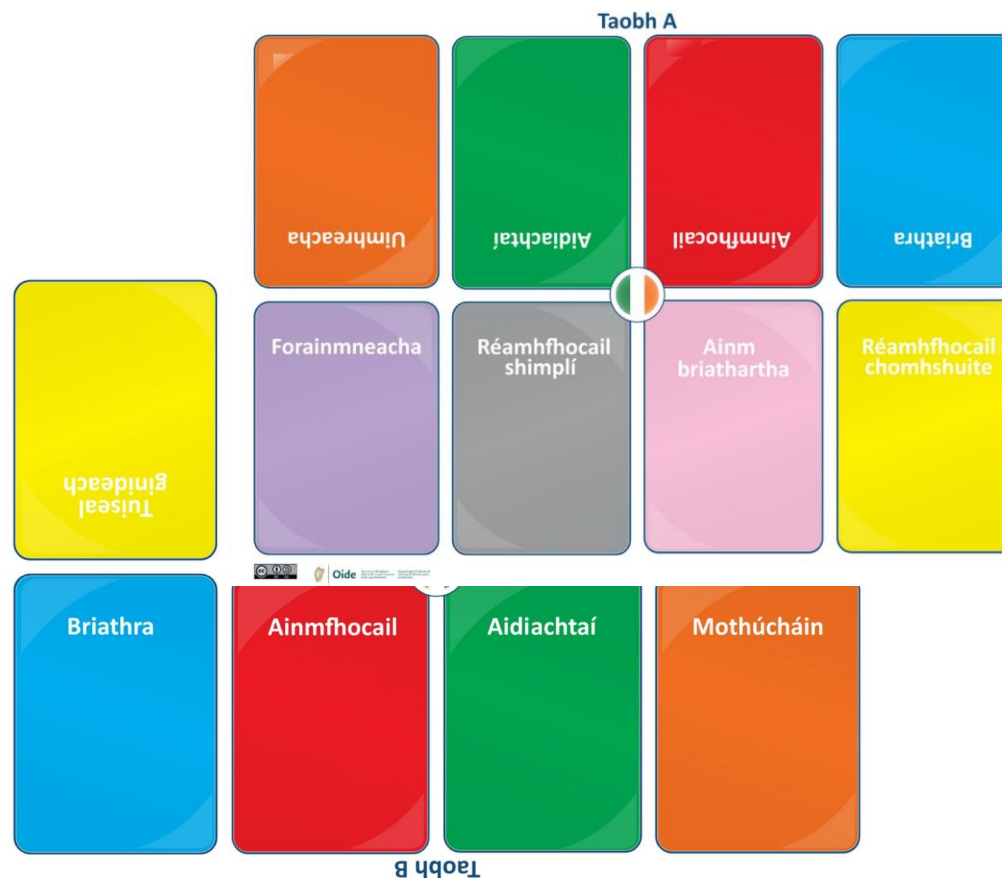 Taobh A
Uimhreacha
Aidiachtaí
Ainmfhocail
Briathra
Forainmneacha
Réamhfhocail
shimplí
Ainm
briathartha
Réamhfhocail
chomhshuite
Tuiseal
ginideach
Oide
Briathra
Ainmfhocail
Aidiachtaí
Mothúcháin
Taobh B